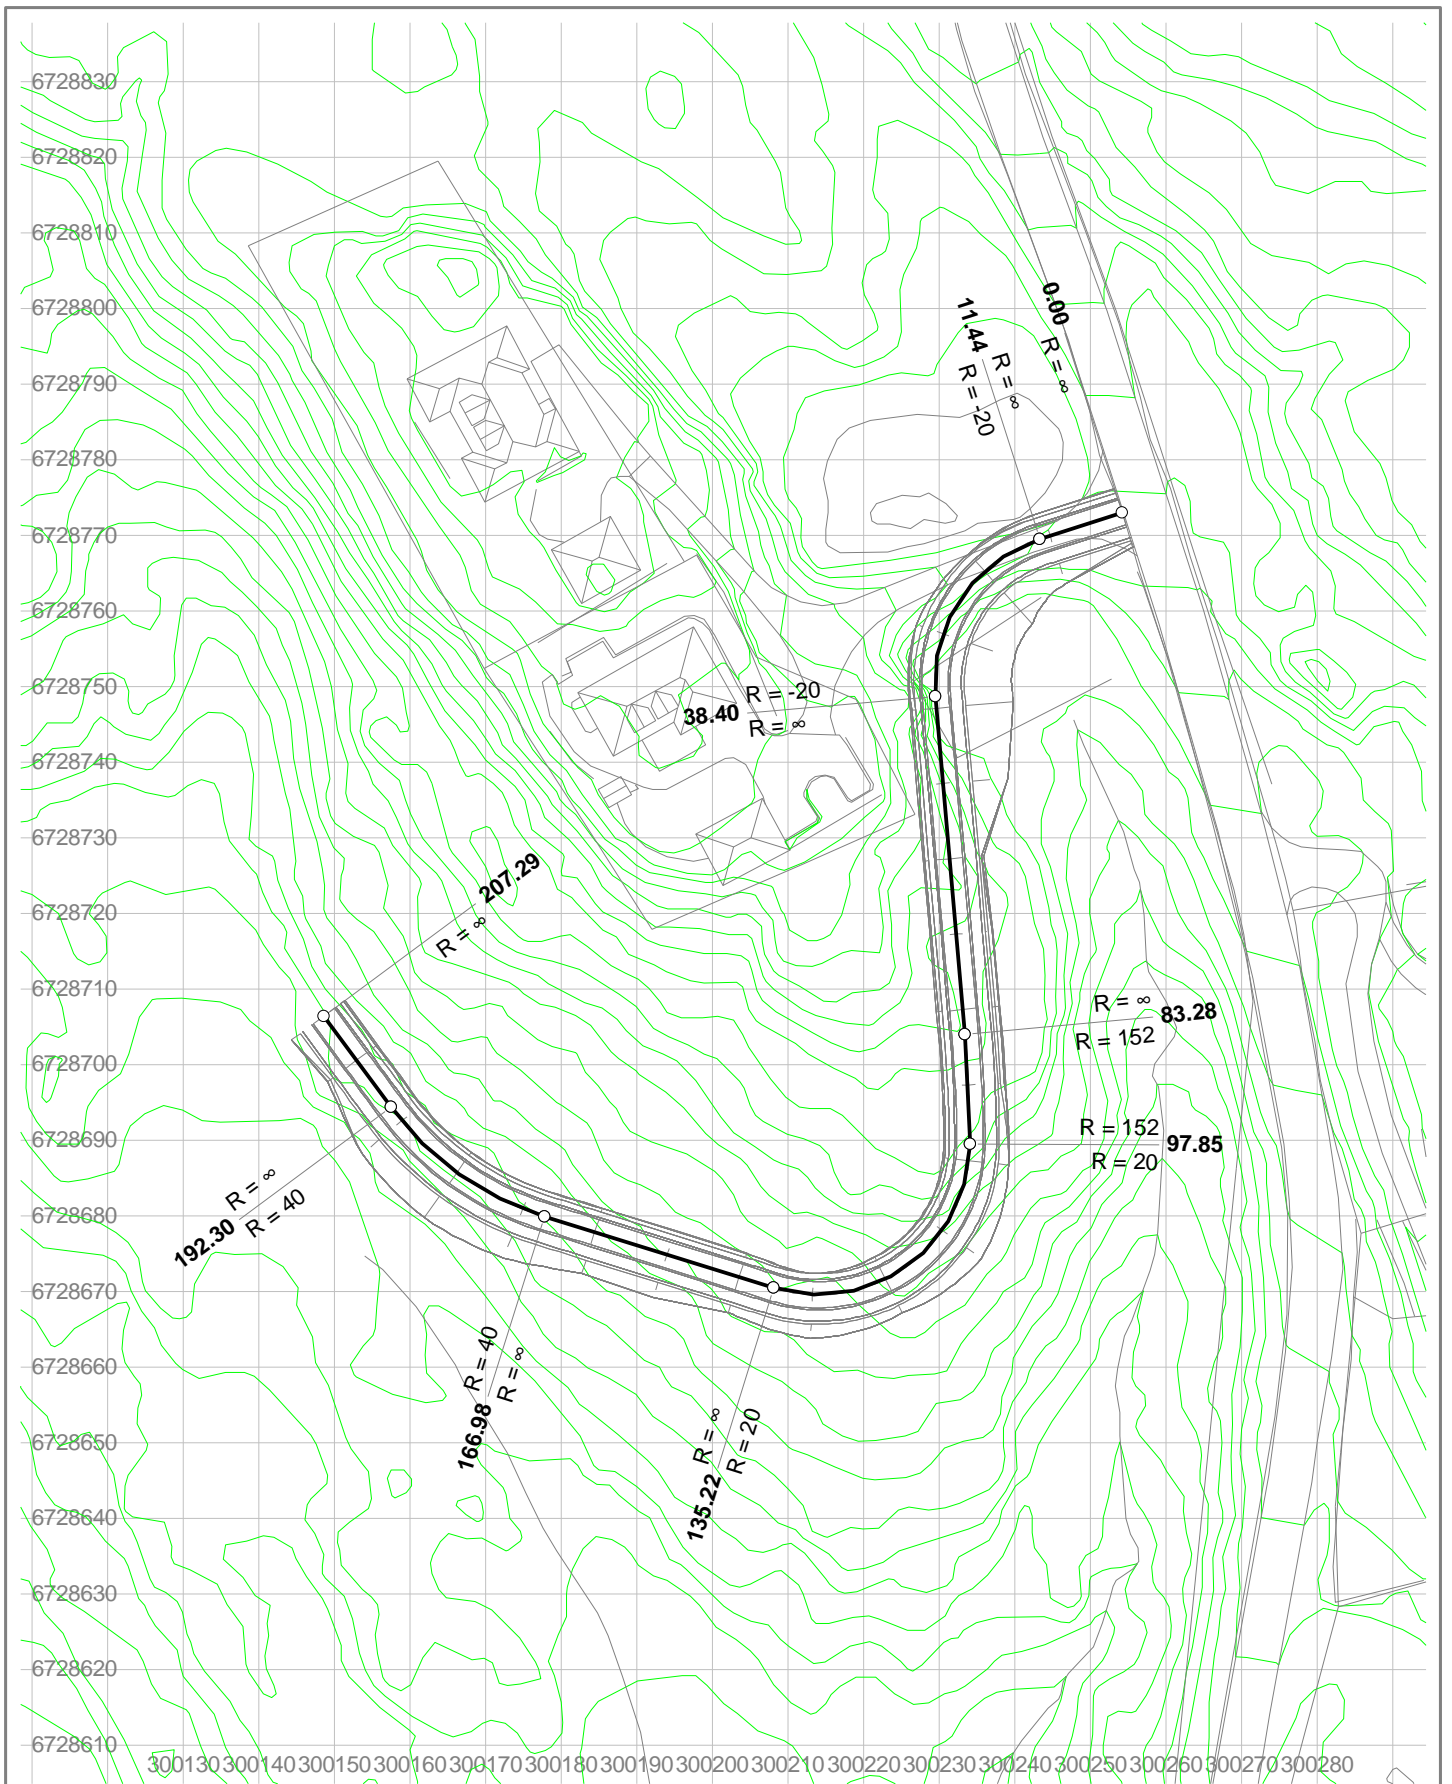 6728830
6728820
6728810
6728800
0.00
R = ∞
11.44
R = ∞
R = -20
6728790
6728780
6728770
6728760
6728750
38.40
R = -20
R = ∞
6728740
6728730
207.29
R = ∞
6728720
6728710
R = ∞
83.28
R = 152
6728700
6728690
R = 152
97.85
R = 20
192.30
R = ∞
R = 40
6728680
6728670
6728660
166.98
R = 40
R = ∞
135.22
R = ∞
R = 20
6728650
6728640
6728630
6728620
6728610
300130 300140 300150 300160 300170 300180 300190 300200 300210 300220 300230 300240 300250 300260 300270 300280